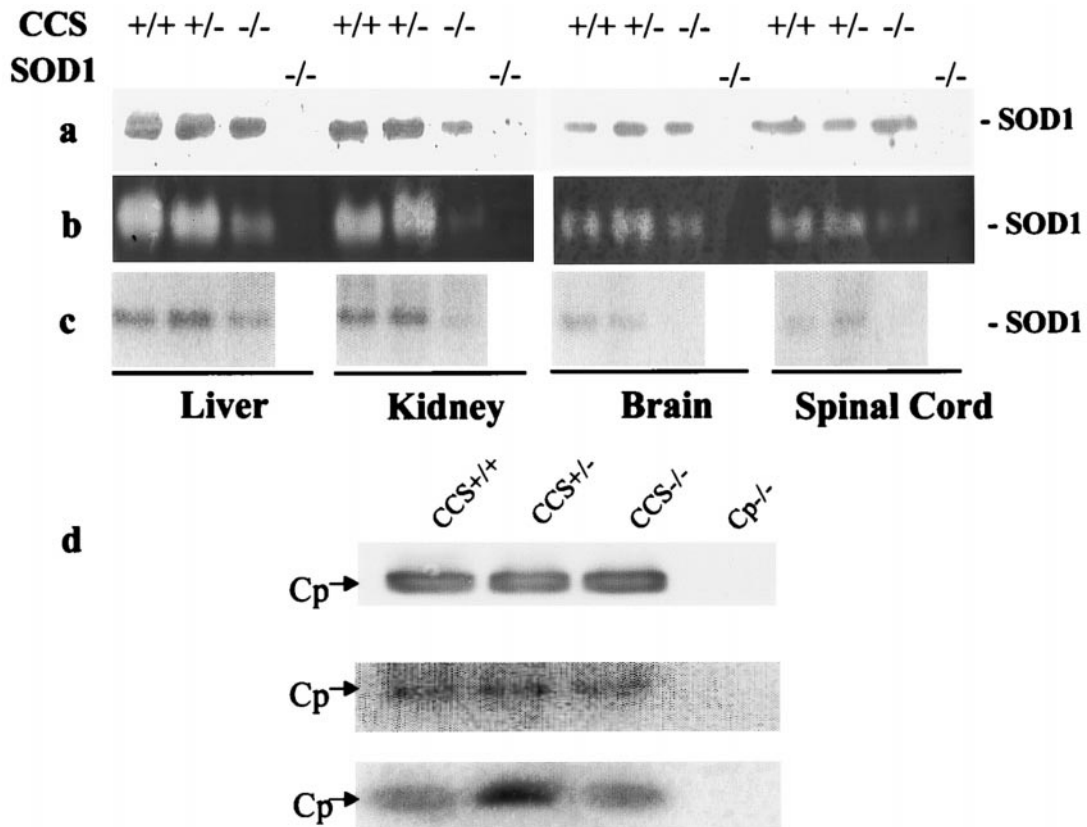 CCS +/+ +/- -/- +/+ +/- -/- +/+ +/- -/- +/+ +/- -/-
SOD1 -/- -/- -/- -/-
a - SOD1
b - SOD1
c - SOD1
Liver Kidney Brain Spinal Cord
CCS+/+ CCS+/- CCS-/- Cp-/-
d
Cp
Cp
Cp